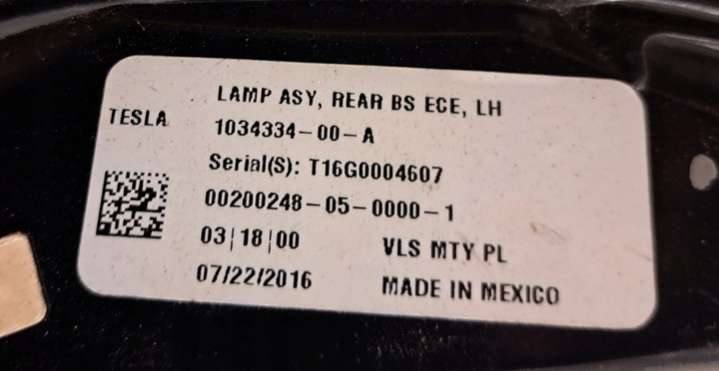 LAMP ASY, REAR BS ECE, LH
TESLA 1034334-00-A
Serial(S): T16G0004607
00200248-05-0000-1
03|18|00 VLS MTY PL
07/22/2016 MADE IN MEXICO